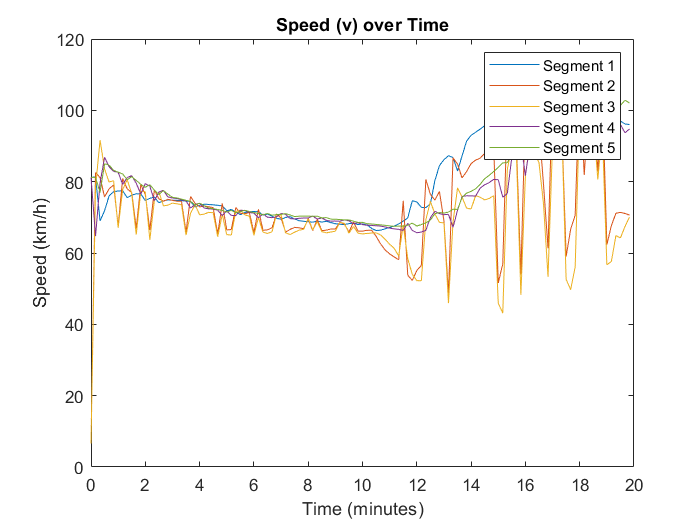 Speed (v) over Time
120
100
80
60
40
20
0
Speed (km/h)
Segment 1
Segment 2
Segment 3
Segment 4
Segment 5
0 2 4 6 8 10 12 14 16 18 20
Time (minutes)